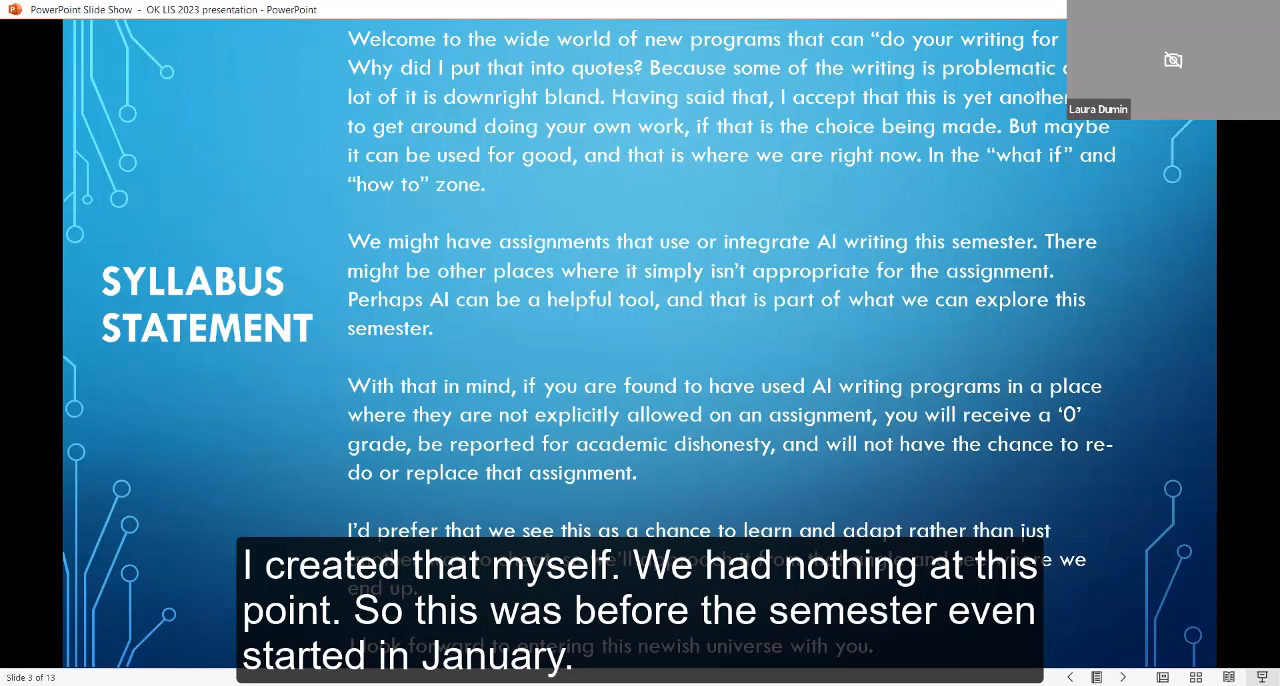 PowerPoint Slide Show - OK LIS 2023 presentation - PowerPoint
Laura Dumin
SYLLABUS
STATEMENT
Welcome to the wide world of new programs that can “do your writing for
Why did I put that into quotes? Because some of the writing is problematic
lot of it is downright bland. Having said that, I accept that this is yet another
to get around doing your own work, if that is the choice being made. But maybe
it can be used for good, and that is where we are right now. In the “what if” and
“how to” zone.
We might have assignments that use or integrate AI writing this semester. There
might be other places where it simply isn’t appropriate for the assignment.
Perhaps AI can be a helpful tool, and that is part of what we can explore this
semester.
With that in mind, if you are found to have used AI writing programs in a place
where they are not explicitly allowed on an assignment, you will receive a ‘0’
grade, be reported for academic dishonesty, and will not have the chance to re-
do or replace that assignment.
I’d prefer that we see this as a chance to learn and adapt rather than just
we
end up.
look forward to entering this newish universe with you.
I created that myself. We had nothing at this
point. So this was before the semester even
started in January.
Slide 3 of 13